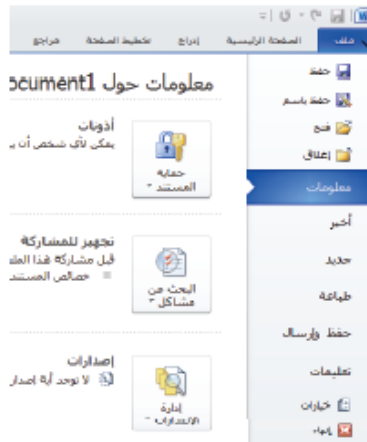 ملف الصفحة الرئيسية إدراج تخطيط الصفحة مراجع
حفظ
حفظ باسم
فتح
إغلاق
معلومات
أخير
جديد
طباعة
حفظ وإرسال
تعليمات
خيارات
إنهاء
معلومات حول ocument1
حماية
المستند
أذونات
يمكن لأي شخص أن
البحث عن
مشاكل
تجهيز للمشاركة
قبل مشاركة هذا
خصائص المستند
إدارة
الإصدارات
إصدارات
لا توجد أية إصدار